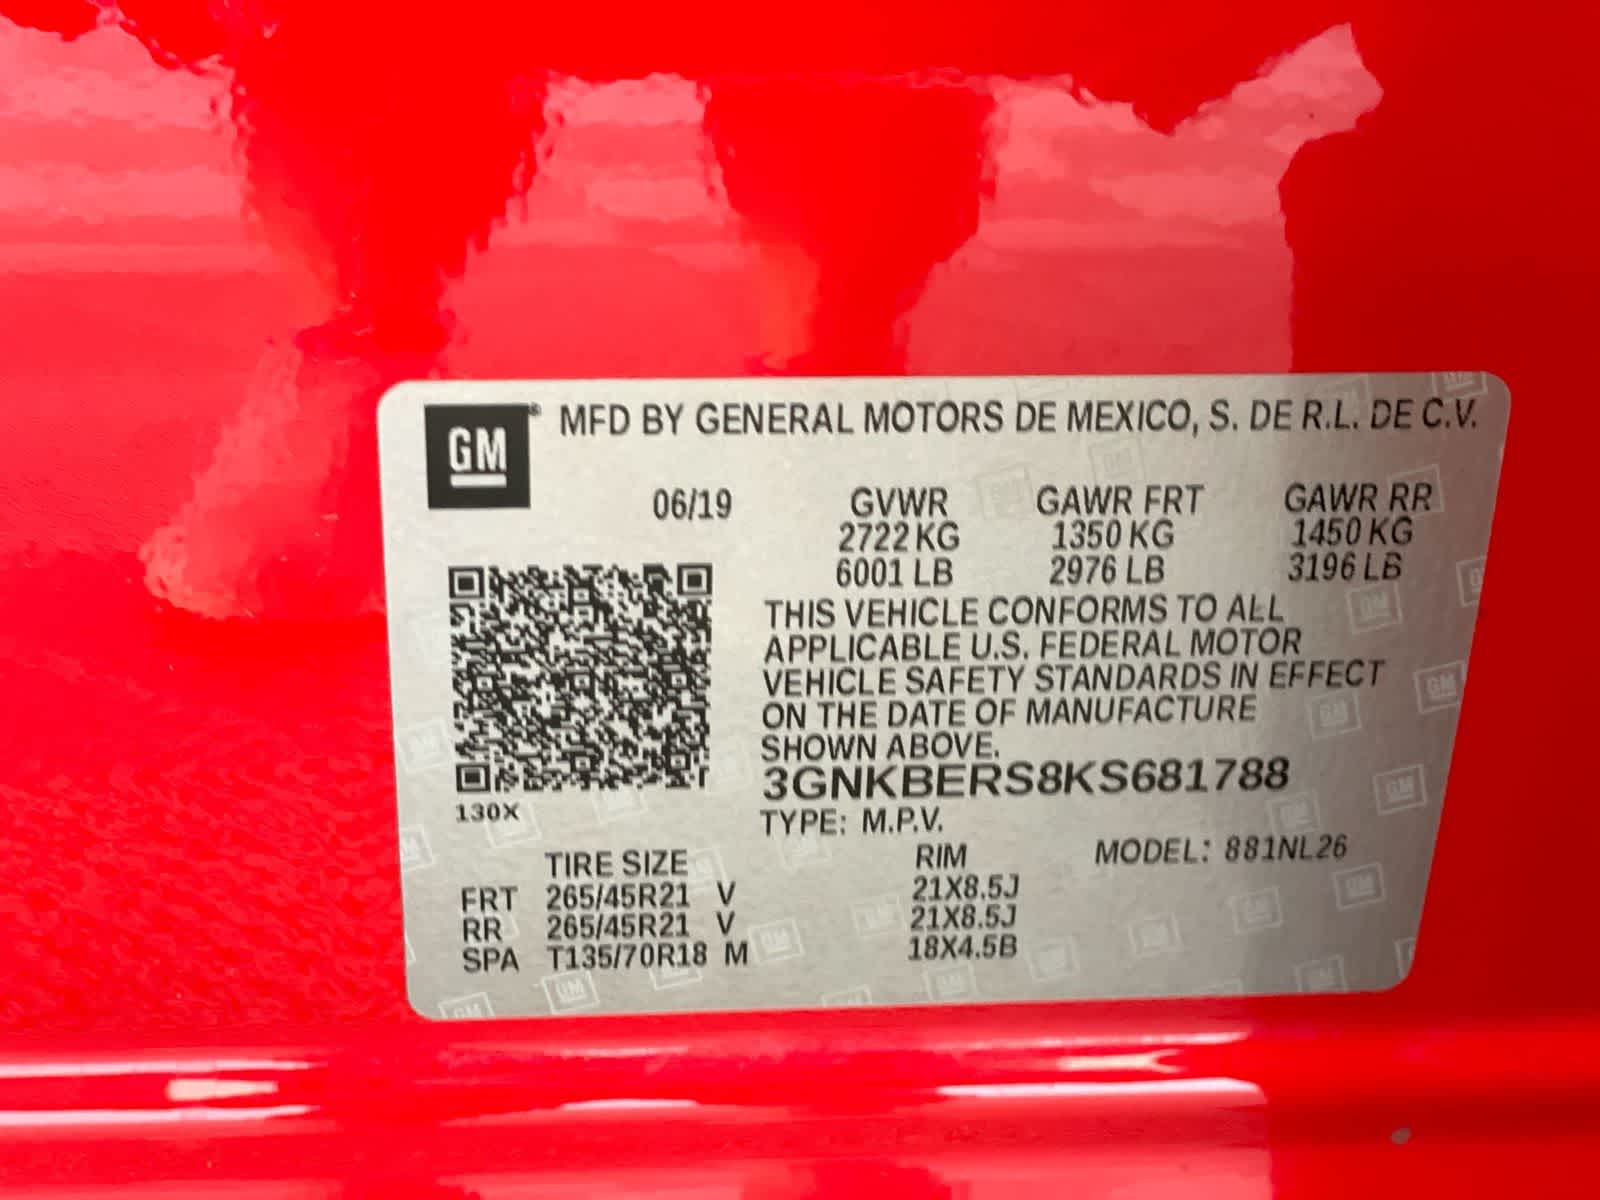 GM® MFD BY GENERAL MOTORS DE MEXICO, S. DE R.L. DE C.V.
06/19 GVWR GAWR FRT GAWR RR
2722 KG 1350 KG 1450 KG
6001 LB 2976 LB 3196 LB
THIS VEHICLE CONFORMS TO ALL
APPLICABLE U.S. FEDERAL MOTOR
VEHICLE SAFETY STANDARDS IN EFFECT
ON THE DATE OF MANUFACTURE
SHOWN ABOVE.
3GNKBERS8KS681788
130X
TYPE: M.P.V.
TIRE SIZE RIM MODEL: 881NL26
FRT 265/45R21 V 21X8.5J
RR 265/45R21 V 21X8.5J
SPA T135/70R18 M 18X4.5B